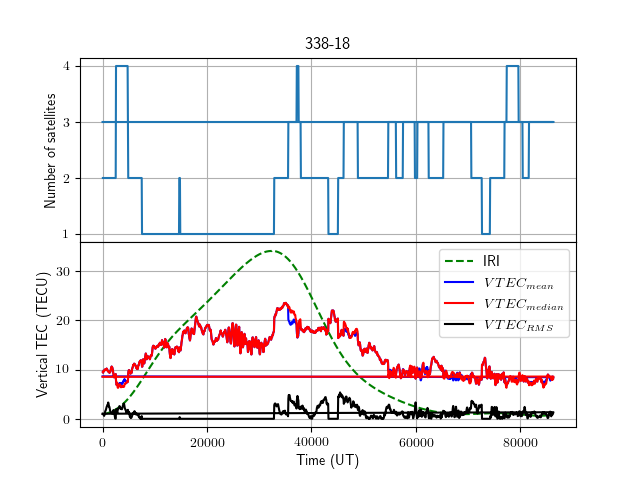 338-18
4
3
2
1
Number of satellites
30
20
10
0
Vertical TEC (TECU)
IRI
VTEC_mean
VTEC_median
VTEC_RMS
0 20000 40000 60000 80000
Time (UT)